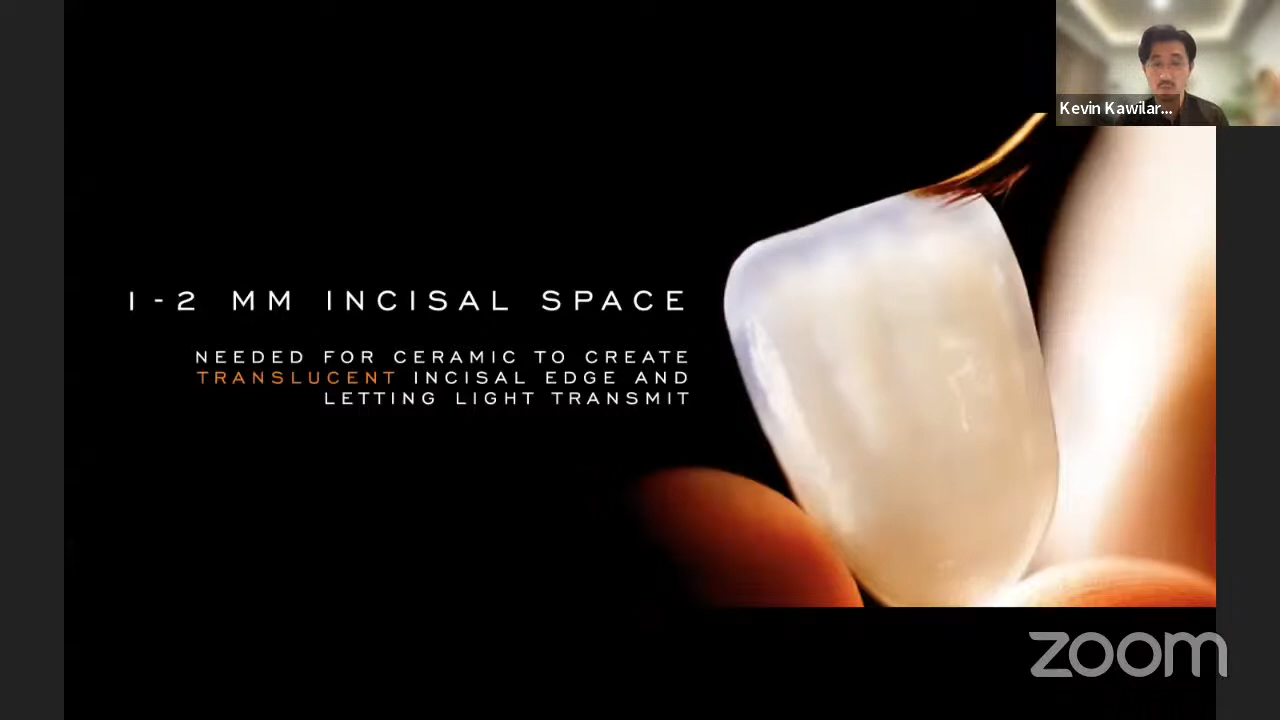 Kevin Kawilar...
1-2 MM INCISAL SPACE
NEEDED FOR CERAMIC TO CREATE
TRANSLUCENT INCISAL EDGE AND
LETTING LIGHT TRANSMIT
zoom